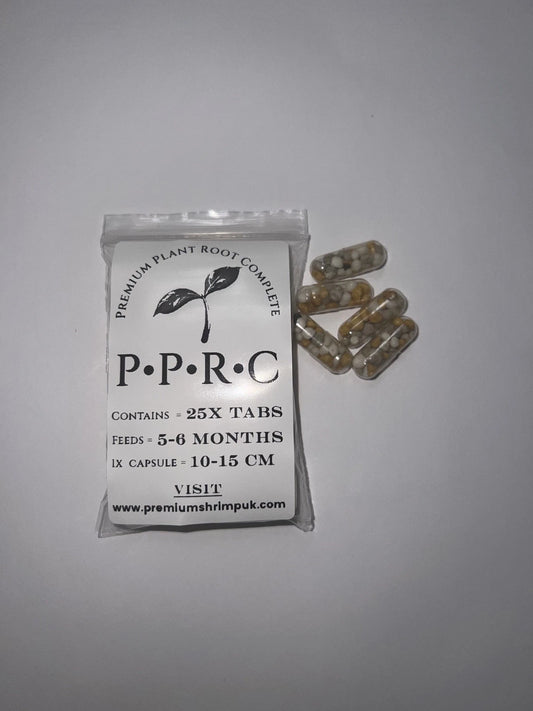 Premium Plant Root Complete
P•P•R•C
Contains = 25x Tabs
Feeds = 5-6 Months
1x Capsule = 10-15 cm
Visit
www.premiumshrimpuk.com